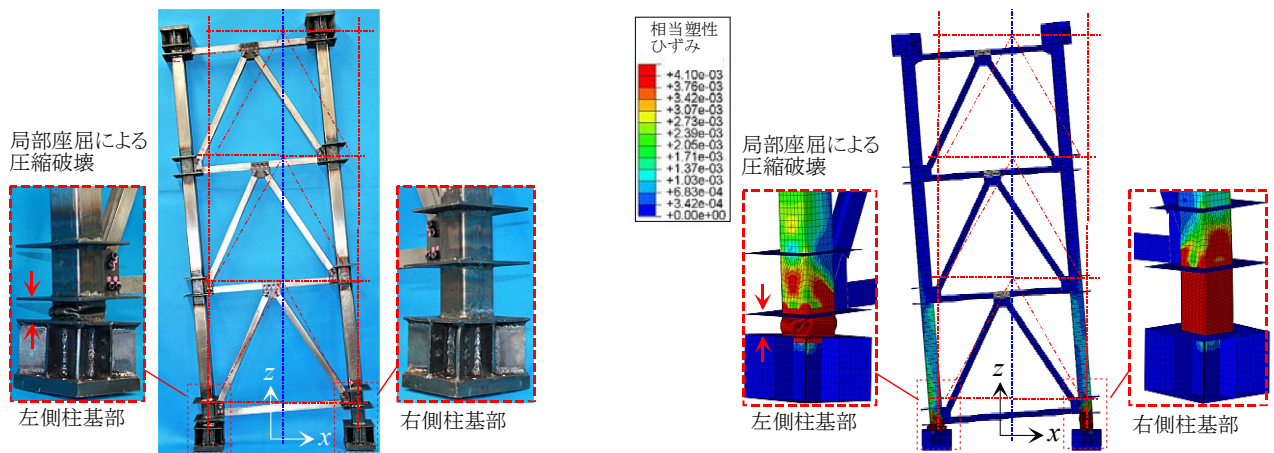 局部座屈による
圧縮破壊
左側柱基部
z
x
右側柱基部
相当塑性
ひずみ
+4.10e-03
+3.76e-03
+3.42e-03
+3.07e-03
+2.73e-03
+2.39e-03
+2.05e-03
+1.71e-03
+1.37e-03
+1.03e-03
+6.83e-04
+3.42e-04
+0.00e+00
局部座屈による
圧縮破壊
左側柱基部
z
x
右側柱基部